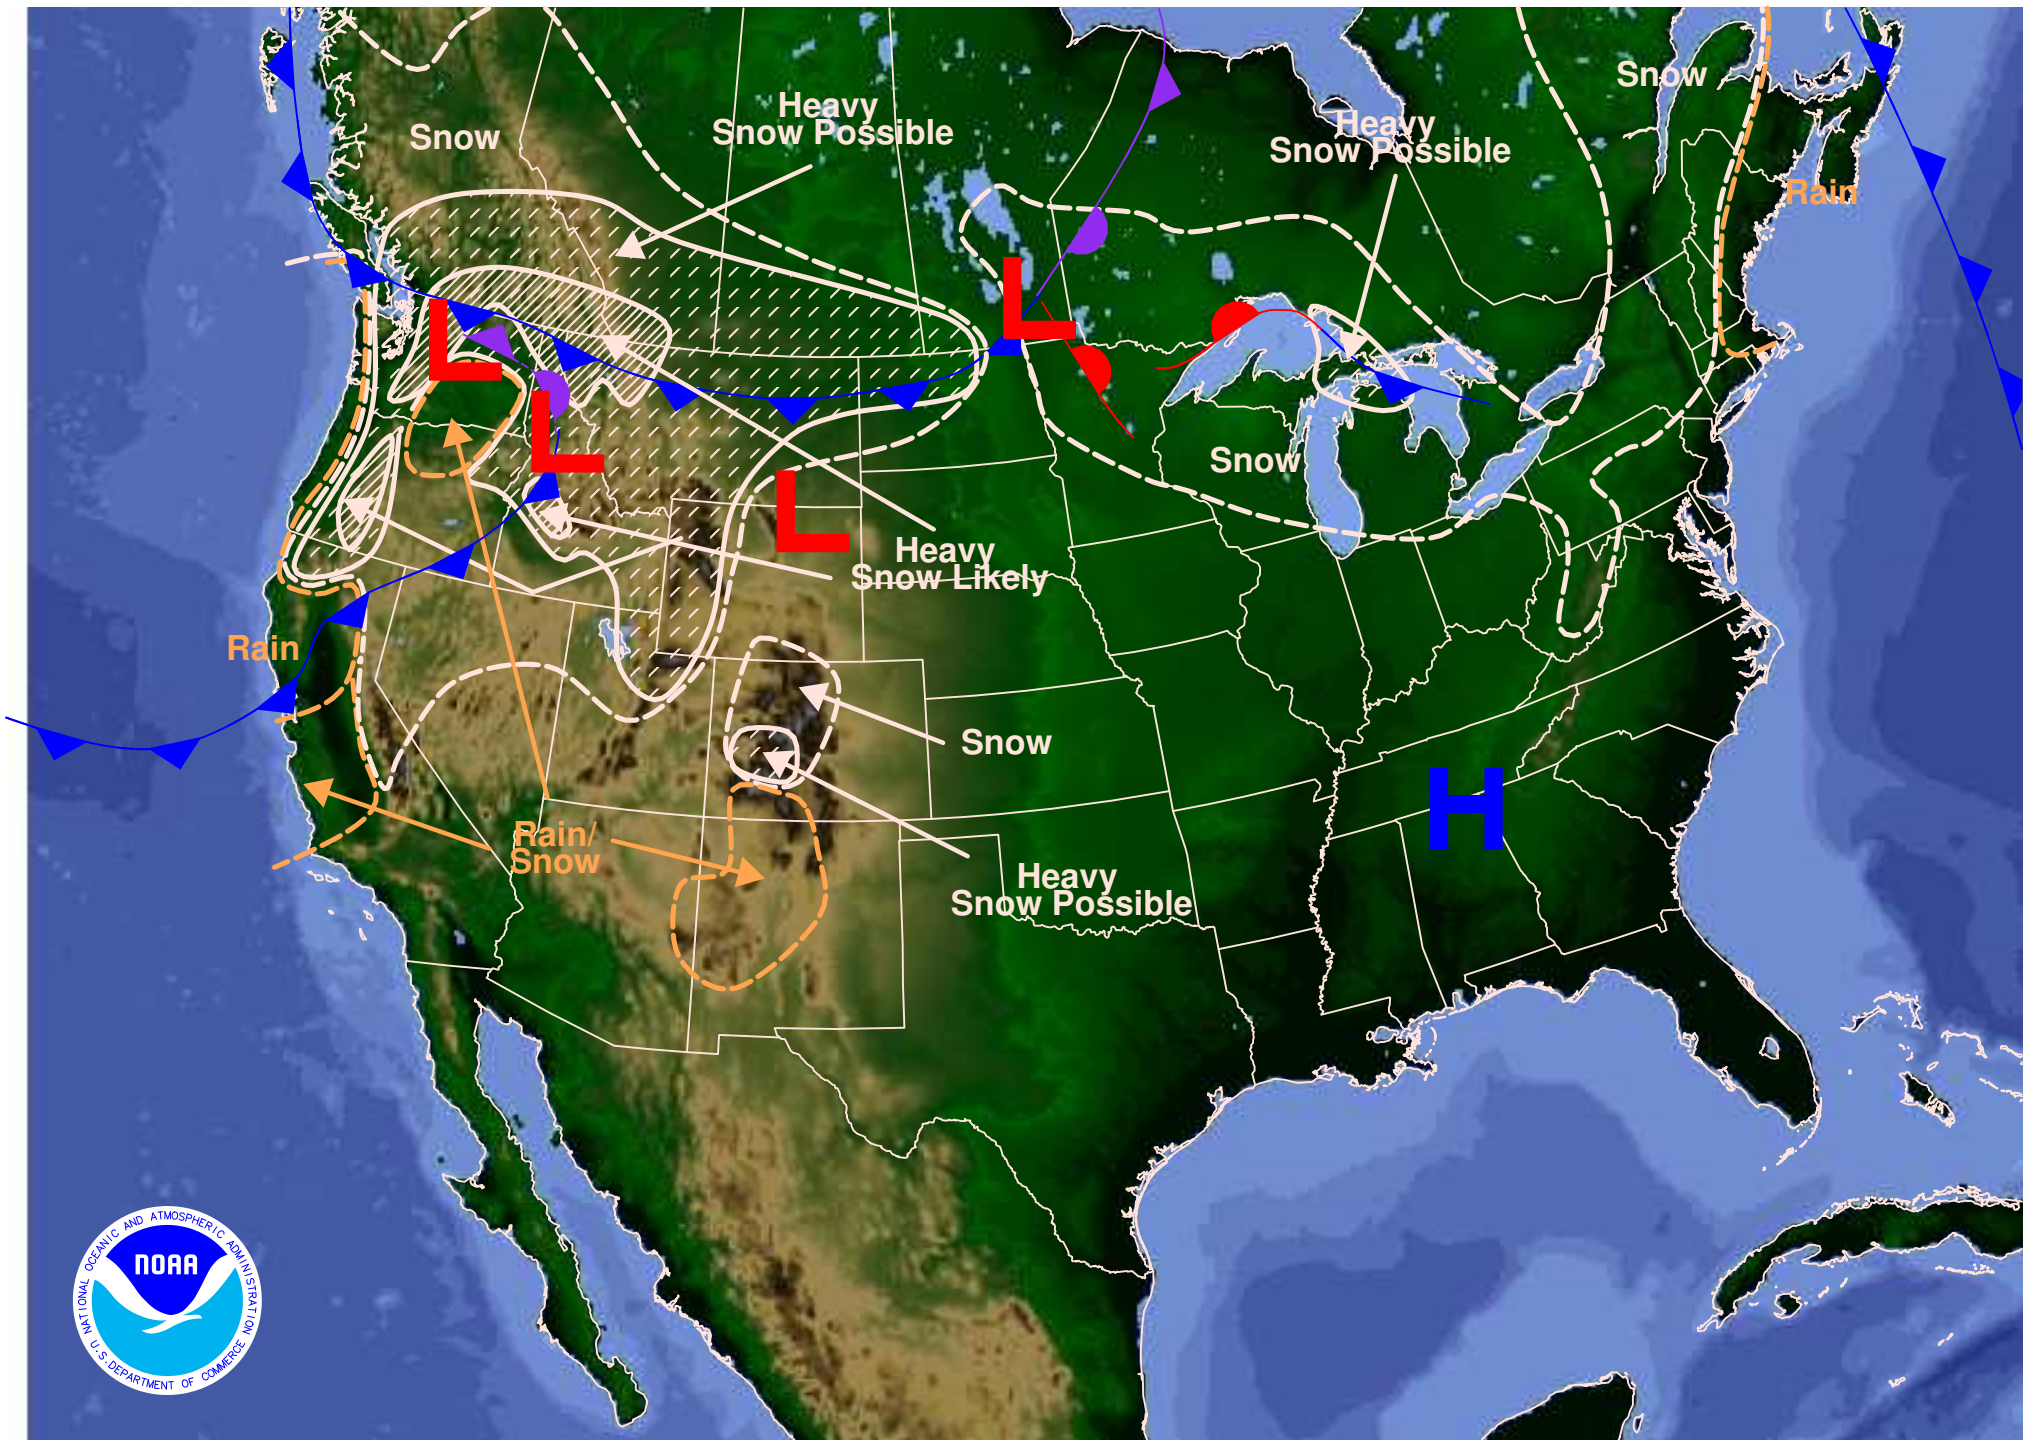 Snow
Heavy
Snow Possible
Heavy
Snow Possible
Snow
Rain
L
L
L
L
Snow
Heavy
Snow Likely
Rain
Snow
H
Rain/
Snow
Heavy
Snow Possible
NATIONAL OCEANIC AND ATMOSPHERIC ADMINISTRATION
NOAA
U.S. DEPARTMENT OF COMMERCE